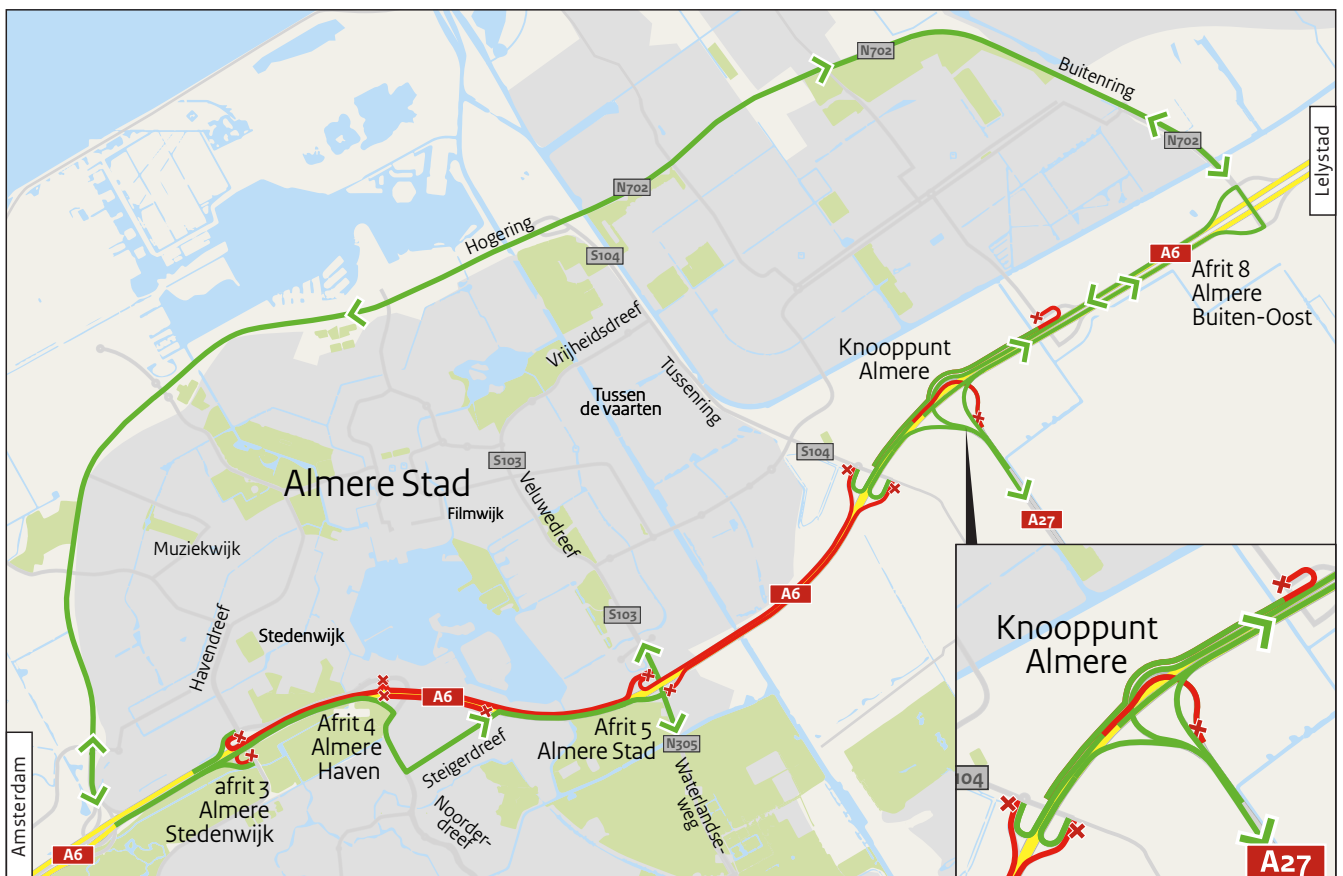 N702
Buitenring
N702
Lelystad
N702
Hogering
S104
A6
Afrit 8
Almere
Buiten-Oost
Vrijheidsdreef
Knooppunt
Almere
Tussenring
Tussen
de vaarten
S104
S103
Almere Stad
Veluwedreef
Filmwijk
A27
Muziekwijk
A6
S103
Stedenwijk
Havendreef
A6
Knooppunt
Almere
Afrit 4
Almere
Haven
Afrit 5
Almere Stad
N305
Steigerdreef
Waterlandse-
weg
Amsterdam
afrit 3
Almere
Stedenwijk
Noorder-
dreef
104
A6
A27